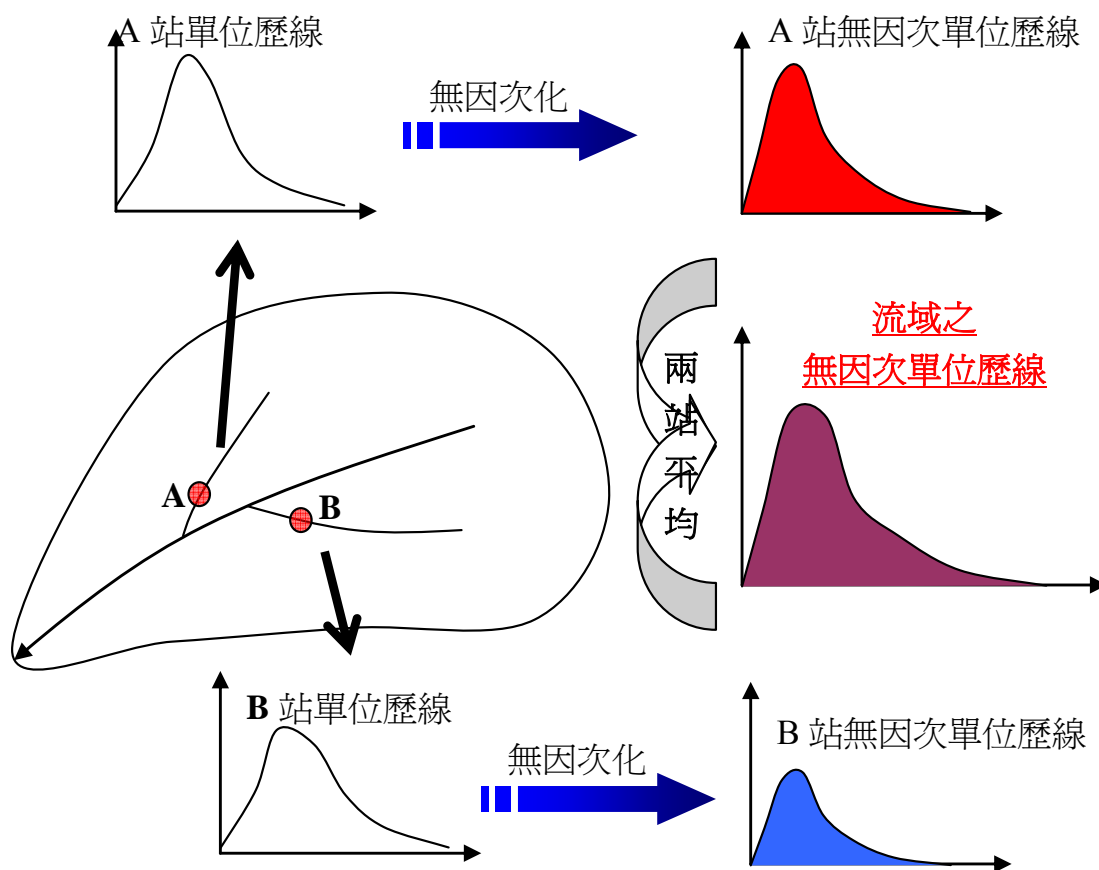 A 站單位歷線
A 站無因次單位歷線
無因次化
流域之
無因次單位歷線
兩
站
平
均
A
B
B 站單位歷線
B 站無因次單位歷線
無因次化